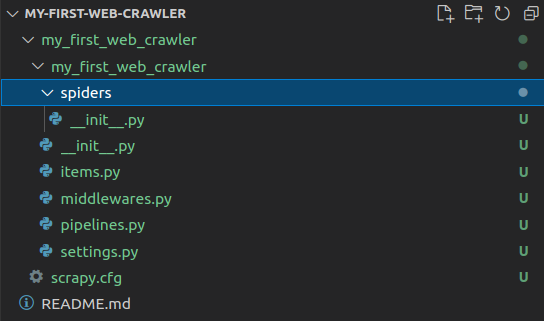 MY-FIRST-WEB-CRAWLER
my_first_web_crawler
my_first_web_crawler
spiders
__init__.py U
__init__.py U
items.py U
middlewares.py U
pipelines.py U
settings.py U
scrapy.cfg U
README.md